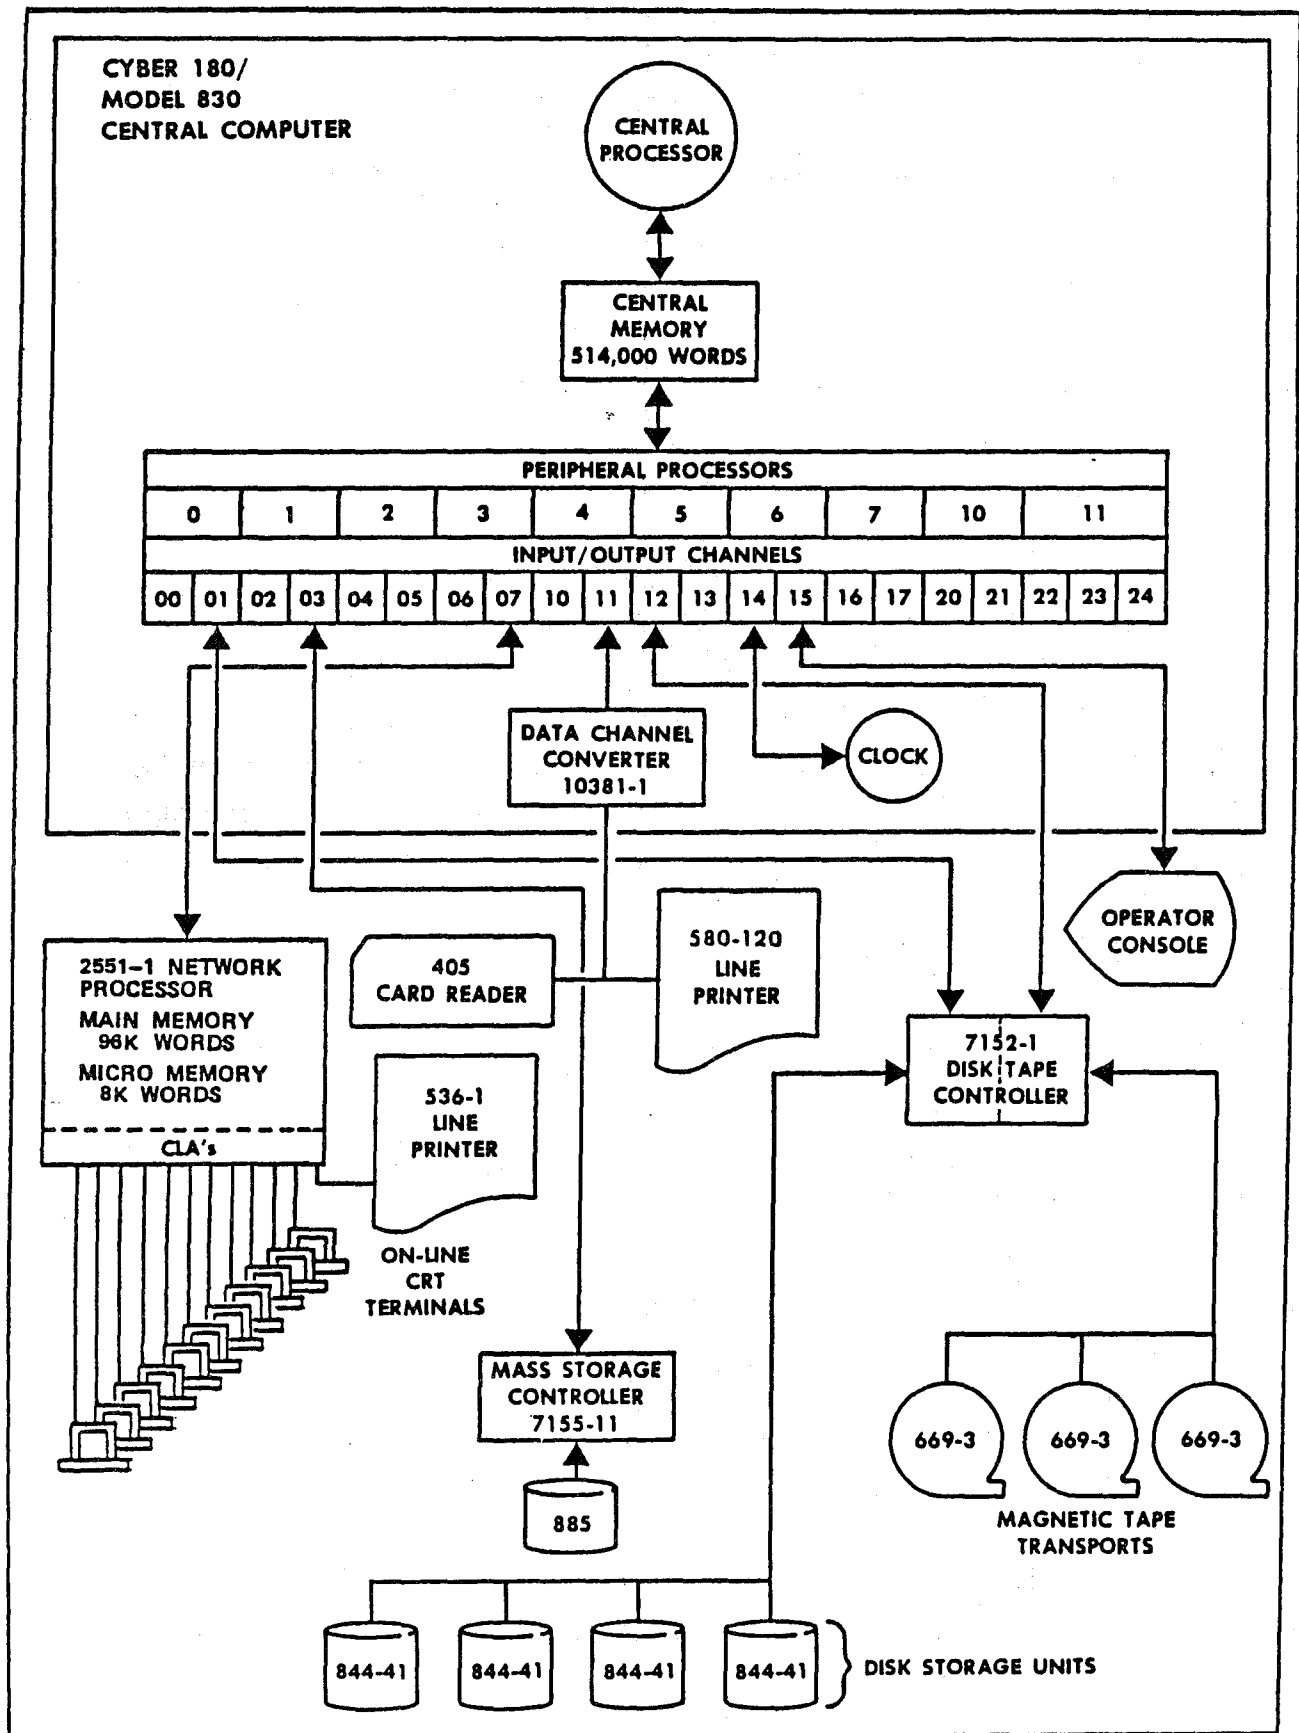 CYBER 180/
MODEL 830
CENTRAL COMPUTER
CENTRAL
PROCESSOR
CENTRAL
MEMORY
514,000 WORDS
PERIPHERAL PROCESSORS
0 1 2 3 4 5 6 7 10 11
INPUT/OUTPUT CHANNELS
00 01 02 03 04 05 06 07 10 11 12 13 14 15 16 17 20 21 22 23 24
DATA CHANNEL
CONVERTER
10381-1
CLOCK
OPERATOR
CONSOLE
2551-1 NETWORK
PROCESSOR
MAIN MEMORY
96K WORDS
MICRO MEMORY
8K WORDS
CLA's
405
CARD READER
580-120
LINE
PRINTER
7152-1
DISK TAPE
CONTROLLER
536-1
LINE
PRINTER
ON-LINE
CRT
TERMINALS
MASS STORAGE
CONTROLLER
7155-11
885
669-3 669-3 669-3
MAGNETIC TAPE
TRANSPORTS
844-41 844-41 844-41 844-41
DISK STORAGE UNITS